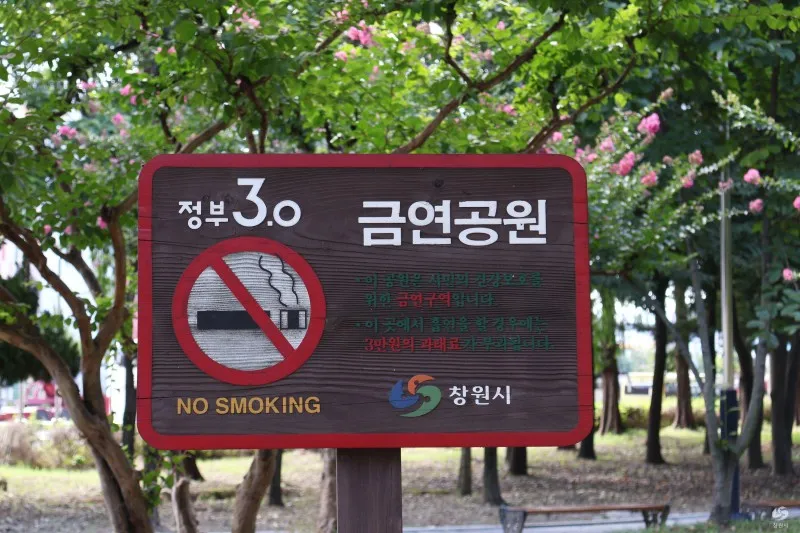 정부 3.0
금연공원
NO SMOKING
· 이 공원은 시민의 건강보호를
위한 금연구역입니다.
· 이 곳에서 흡연을 할 경우에는
3만원의 과태료가 부과됩니다.
창원시
창원시